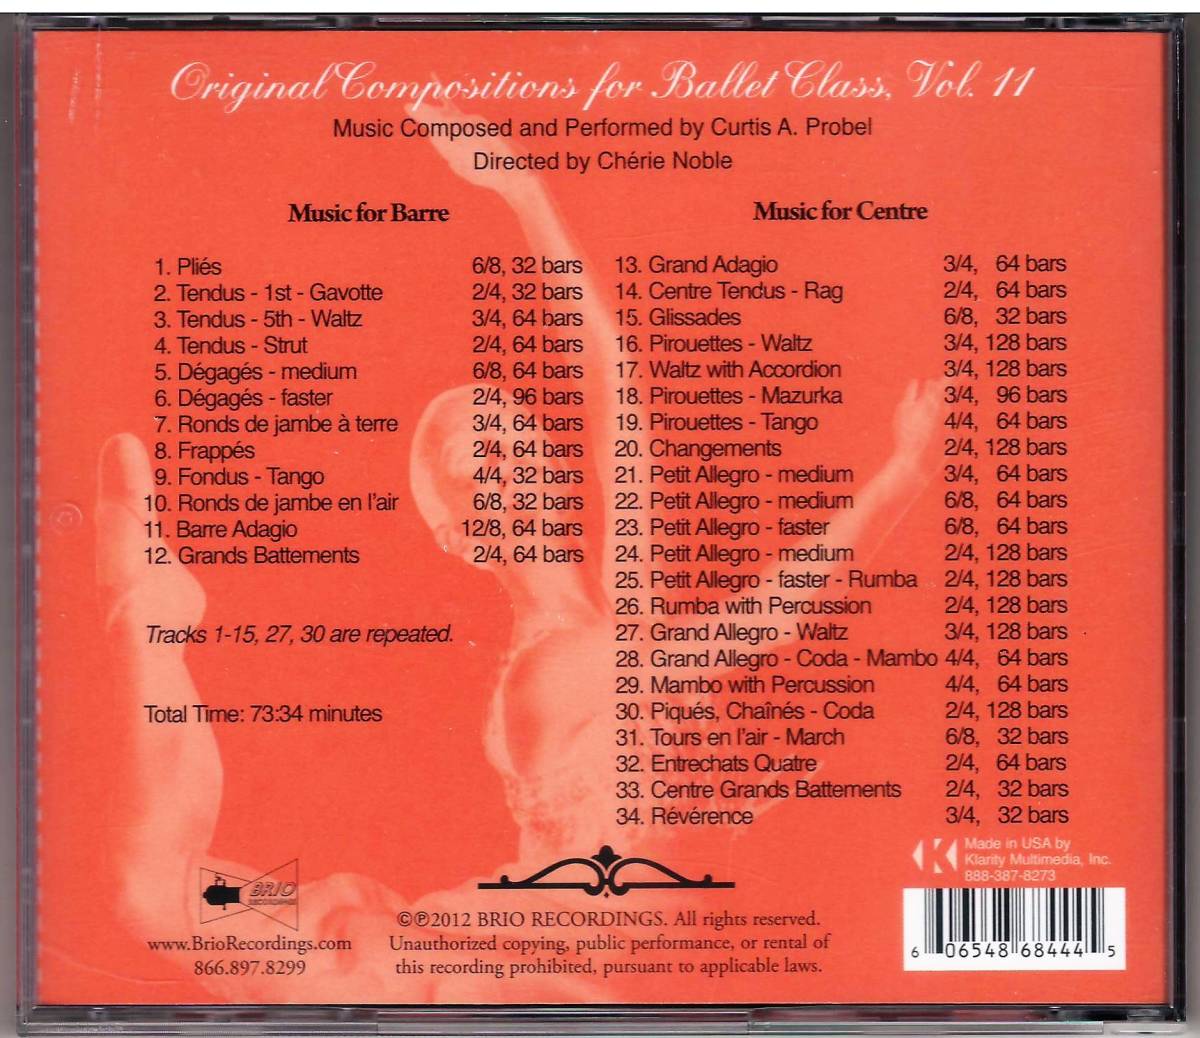 Original Compositions for Ballet Class, Vol. 11
Music Composed and Performed by Curtis A. Probel
Directed by Chérie Noble
Music for Barre
1. Pliés 6/8, 32 bars
2. Tendus - 1st - Gavotte 2/4, 32 bars
3. Tendus - 5th - Waltz 3/4, 64 bars
4. Tendus - Strut 2/4, 64 bars
5. Dégagés - medium 6/8, 64 bars
6. Dégagés - faster 2/4, 96 bars
7. Ronds de jambe à terre 3/4, 64 bars
8. Frappés 2/4, 64 bars
9. Fondus - Tango 4/4, 32 bars
10. Ronds de jambe en l'air 6/8, 32 bars
11. Barre Adagio 12/8, 64 bars
12. Grands Battements 2/4, 64 bars
Tracks 1-15, 27, 30 are repeated.
Total Time: 73:34 minutes
Music for Centre
13. Grand Adagio 3/4, 64 bars
14. Centre Tendus - Rag 2/4, 64 bars
15. Glissades 6/8, 32 bars
16. Pirouettes - Waltz 3/4, 128 bars
17. Waltz with Accordion 3/4, 128 bars
18. Pirouettes - Mazurka 3/4, 96 bars
19. Pirouettes - Tango 4/4, 64 bars
20. Changements 2/4, 128 bars
21. Petit Allegro - medium 3/4, 64 bars
22. Petit Allegro - medium 6/8, 64 bars
23. Petit Allegro - faster 6/8, 64 bars
24. Petit Allegro - medium 2/4, 128 bars
25. Petit Allegro - faster - Rumba 2/4, 128 bars
26. Rumba with Percussion 2/4, 128 bars
27. Grand Allegro - Waltz 3/4, 128 bars
28. Grand Allegro - Coda - Mambo 4/4, 64 bars
29. Mambo with Percussion 4/4, 64 bars
30. Piqués, Chaînés - Coda 2/4, 128 bars
31. Tours en l'air - March 6/8, 32 bars
32. Entrechats Quatre 2/4, 64 bars
33. Centre Grands Battements 2/4, 32 bars
34. Révérence 3/4, 32 bars
BRIO
RECORDINGS
www.BrioRecordings.com
866.897.8299
©℗2012 BRIO RECORDINGS. All rights reserved.
Unauthorized copying, public performance, or rental of
this recording prohibited, pursuant to applicable laws.
K
Made in USA by
Klarity Multimedia, Inc.
888-387-8273
6 06548 68444 5